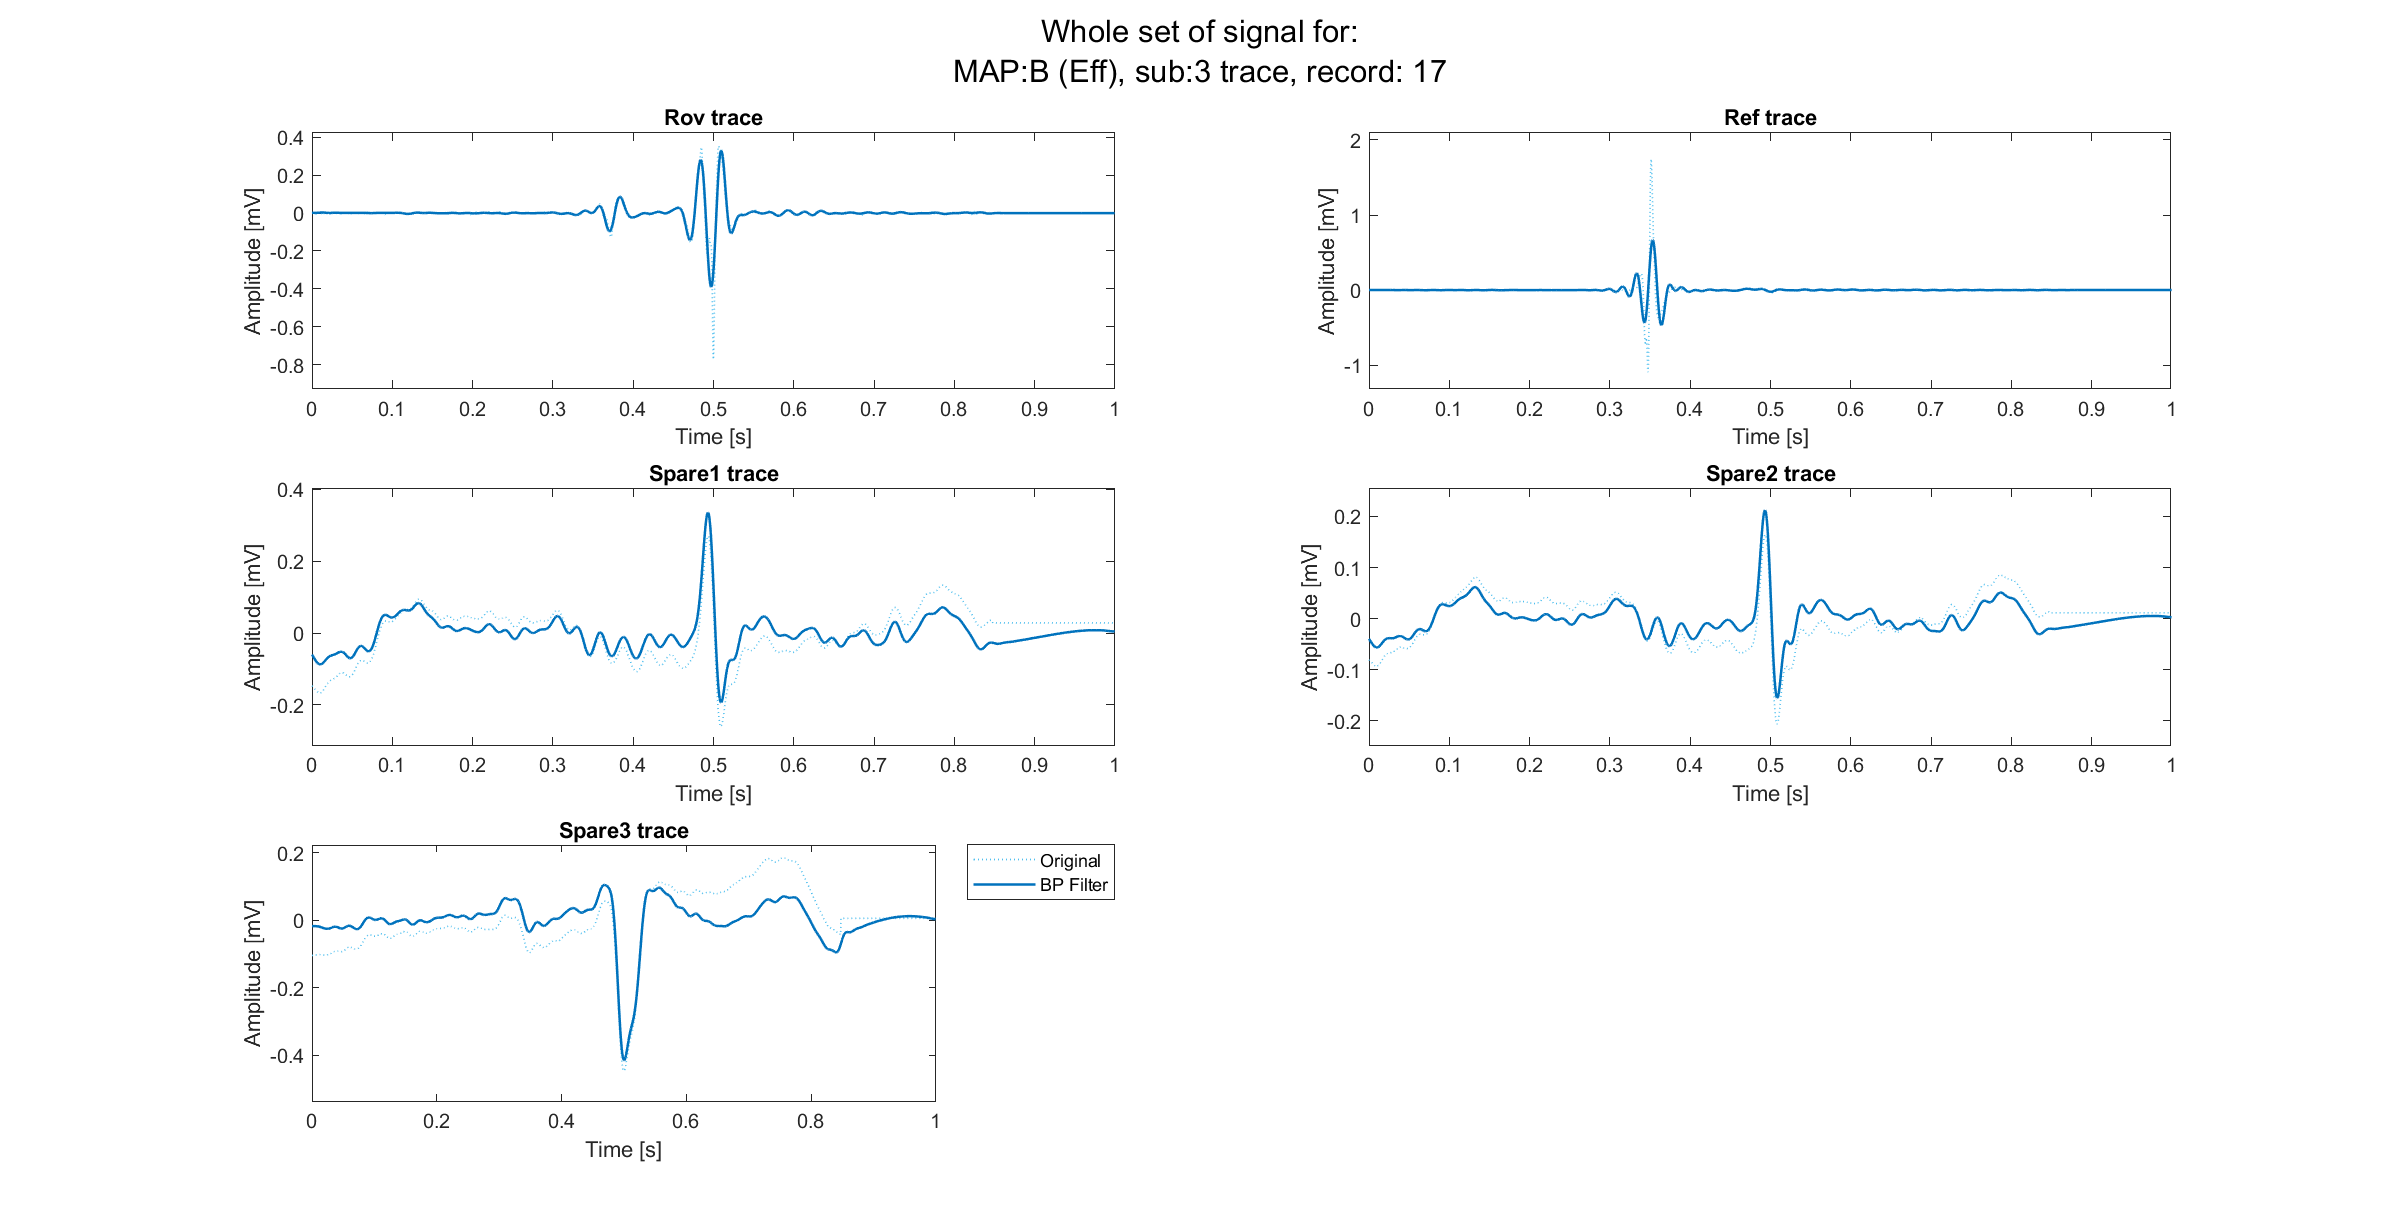 Whole set of signal for:
MAP:B (Eff), sub:3 trace, record: 17
Rov trace
Amplitude [mV]
0.4
0.2
0
-0.2
-0.4
-0.6
-0.8
0 0.1 0.2 0.3 0.4 0.5 0.6 0.7 0.8 0.9 1
Time [s]
Ref trace
Amplitude [mV]
2
1
0
-1
0 0.1 0.2 0.3 0.4 0.5 0.6 0.7 0.8 0.9 1
Time [s]
Spare1 trace
Amplitude [mV]
0.4
0.2
0
-0.2
0 0.1 0.2 0.3 0.4 0.5 0.6 0.7 0.8 0.9 1
Time [s]
Spare2 trace
Amplitude [mV]
0.2
0.1
0
-0.1
-0.2
0 0.1 0.2 0.3 0.4 0.5 0.6 0.7 0.8 0.9 1
Time [s]
Spare3 trace
Amplitude [mV]
0.2
0
-0.2
-0.4
0 0.2 0.4 0.6 0.8 1
Time [s]
Original
BP Filter